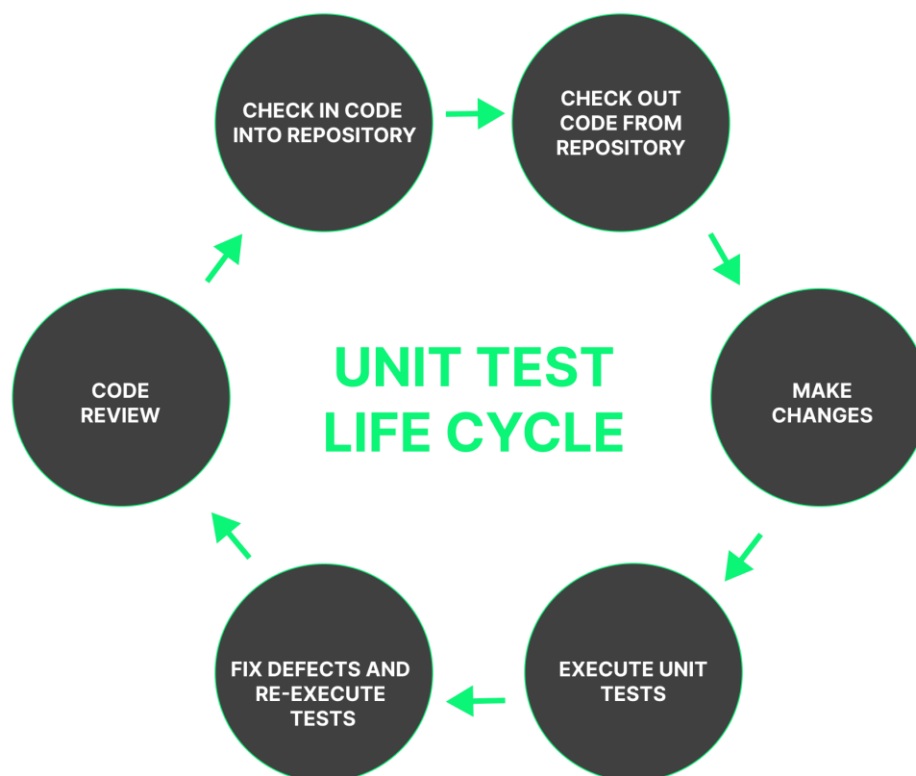 CHECK IN CODE
INTO REPOSITORY
CHECK OUT
CODE FROM
REPOSITORY
UNIT TEST
LIFE CYCLE
CODE
REVIEW
MAKE
CHANGES
FIX DEFECTS AND
RE-EXECUTE
TESTS
EXECUTE UNIT
TESTS